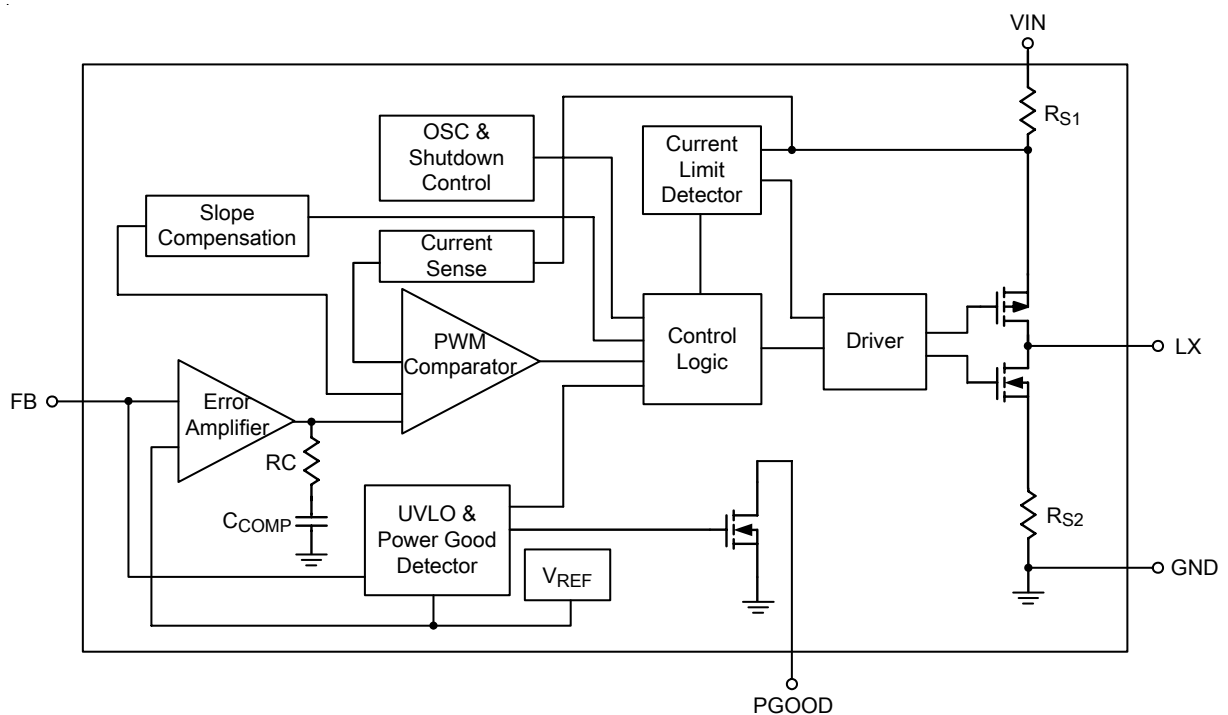 VIN
RS1
OSC &
Shutdown
Control
Current
Limit
Detector
Slope
Compensation
Current
Sense
PWM
Comparator
Control
Logic
Driver
LX
FB
Error
Amplifier
RC
CCOMP
UVLO &
Power Good
Detector
VREF
RS2
GND
PGOOD